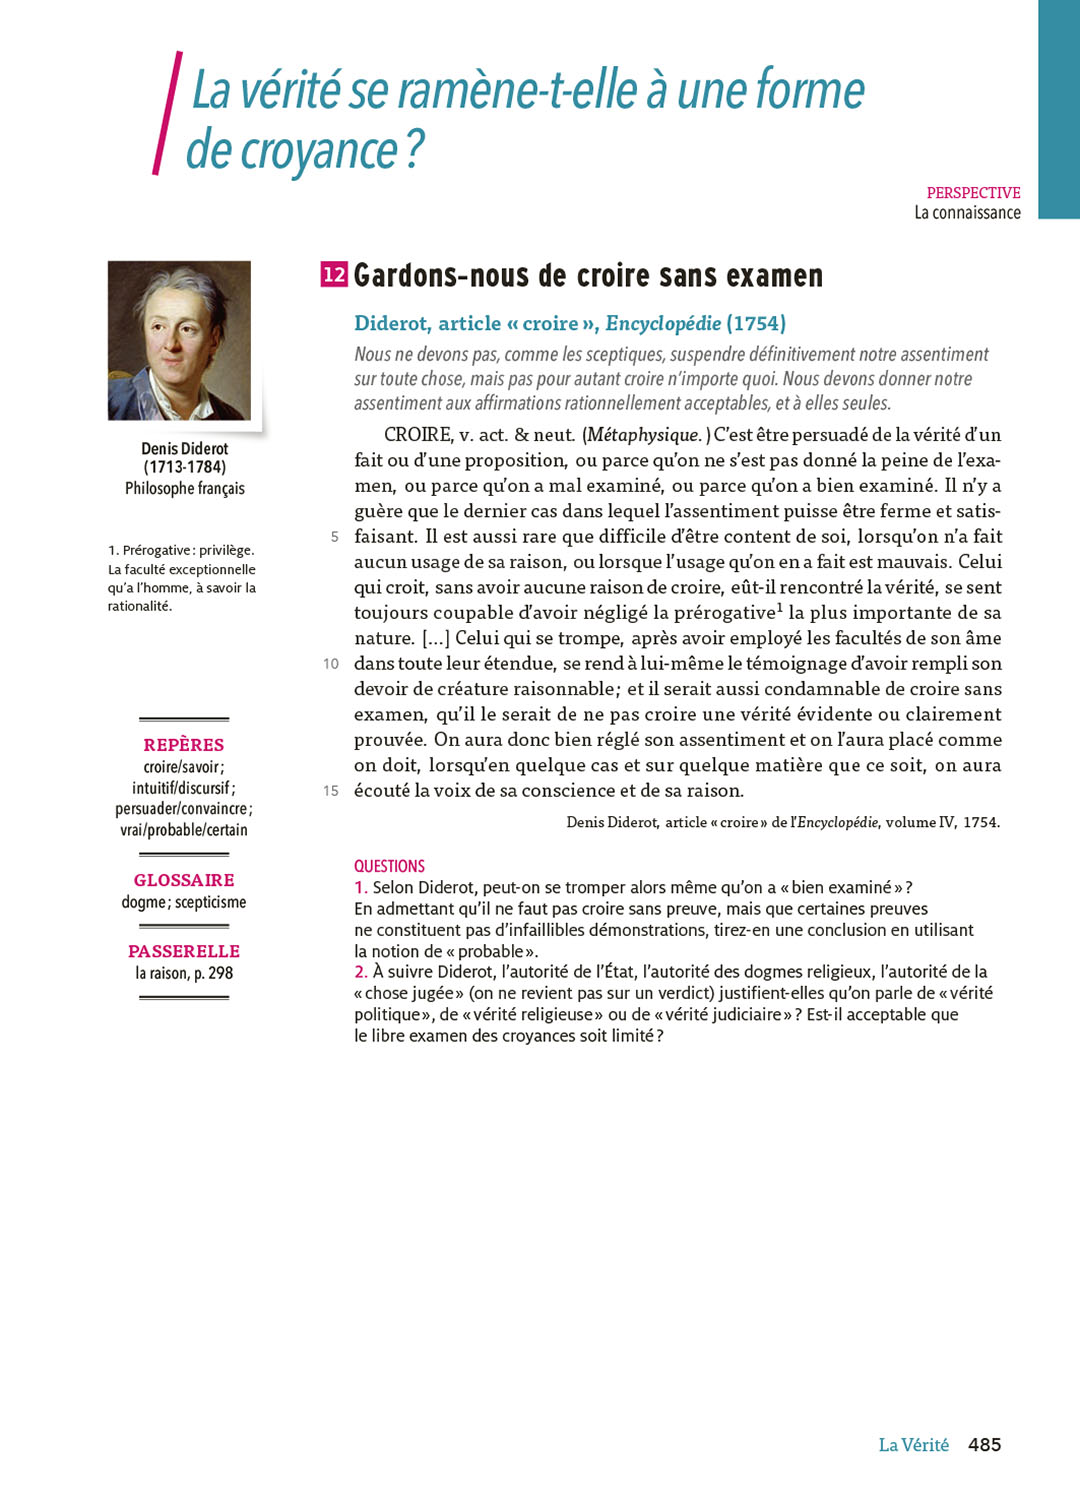 La vérité se ramène-t-elle à une forme
de croyance ?
PERSPECTIVE
La connaissance
12 Gardons-nous de croire sans examen
Diderot, article « croire », Encyclopédie (1754)
Nous ne devons pas, comme les sceptiques, suspendre définitivement notre assentiment
sur toute chose, mais pas pour autant croire n’importe quoi. Nous devons donner notre
assentiment aux affirmations rationnellement acceptables, et à elles seules.
CROIRE, v. act. & neut. (Métaphysique. ) C’est être persuadé de la vérité d’un
fait ou d’une proposition, ou parce qu’on ne s’est pas donné la peine de l’exa-
men, ou parce qu’on a mal examiné, ou parce qu’on a bien examiné. Il n’y a
guère que le dernier cas dans lequel l’assentiment puisse être ferme et satis-
5 faisant. Il est aussi rare que difficile d’être content de soi, lorsqu’on n’a fait
aucun usage de sa raison, ou lorsque l’usage qu’on en a fait est mauvais. Celui
qui croit, sans avoir aucune raison de croire, eût-il rencontré la vérité, se sent
toujours coupable d’avoir négligé la prérogative1 la plus importante de sa
nature. [...] Celui qui se trompe, après avoir employé les facultés de son âme
10 dans toute leur étendue, se rend à lui-même le témoignage d’avoir rempli son
devoir de créature raisonnable ; et il serait aussi condamnable de croire sans
examen, qu’il le serait de ne pas croire une vérité évidente ou clairement
prouvée. On aura donc bien réglé son assentiment et on l’aura placé comme
on doit, lorsqu’en quelque cas et sur quelque matière que ce soit, on aura
15 écouté la voix de sa conscience et de sa raison.
Denis Diderot, article « croire » de l’Encyclopédie, volume IV, 1754.
Denis Diderot
(1713-1784)
Philosophe français
1. Prérogative : privilège.
La faculté exceptionnelle
qu’a l’homme, à savoir la
rationalité.
REPÈRES
croire/savoir ;
intuitif/discursif ;
persuader/convaincre ;
vrai/probable/certain
GLOSSAIRE
dogme ; scepticisme
PASSERELLE
la raison, p. 298
QUESTIONS
1. Selon Diderot, peut-on se tromper alors même qu’on a « bien examiné » ?
En admettant qu’il ne faut pas croire sans preuve, mais que certaines preuves
ne constituent pas d’infaillibles démonstrations, tirez-en une conclusion en utilisant
la notion de « probable ».
2. À suivre Diderot, l’autorité de l’État, l’autorité des dogmes religieux, l’autorité de la
« chose jugée » (on ne revient pas sur un verdict) justifient-elles qu’on parle de « vérité
politique », de « vérité religieuse » ou de « vérité judiciaire » ? Est-il acceptable que
le libre examen des croyances soit limité ?
La Vérité 485